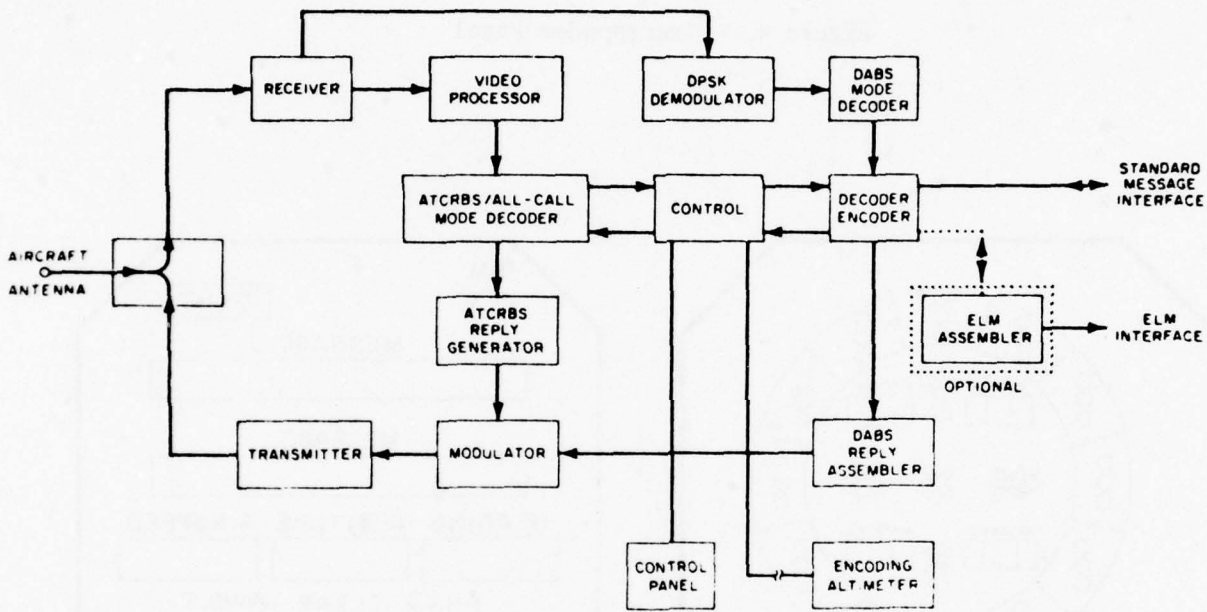 RECEIVER
VIDEO
PROCESSOR
DPSK
DEMODULATOR
DABS
MODE
DECODER
ATCRBS/ALL-CALL
MODE DECODER
CONTROL
DECODER
ENCODER
STANDARD
MESSAGE
INTERFACE
AIRCRAFT
ANTENNA
ATCRBS
REPLY
GENERATOR
ELM
ASSEMBLER
ELM
INTERFACE
OPTIONAL
TRANSMITTER
MODULATOR
DABS
REPLY
ASSEMBLER
CONTROL
PANEL
ENCODING
ALTIMETER